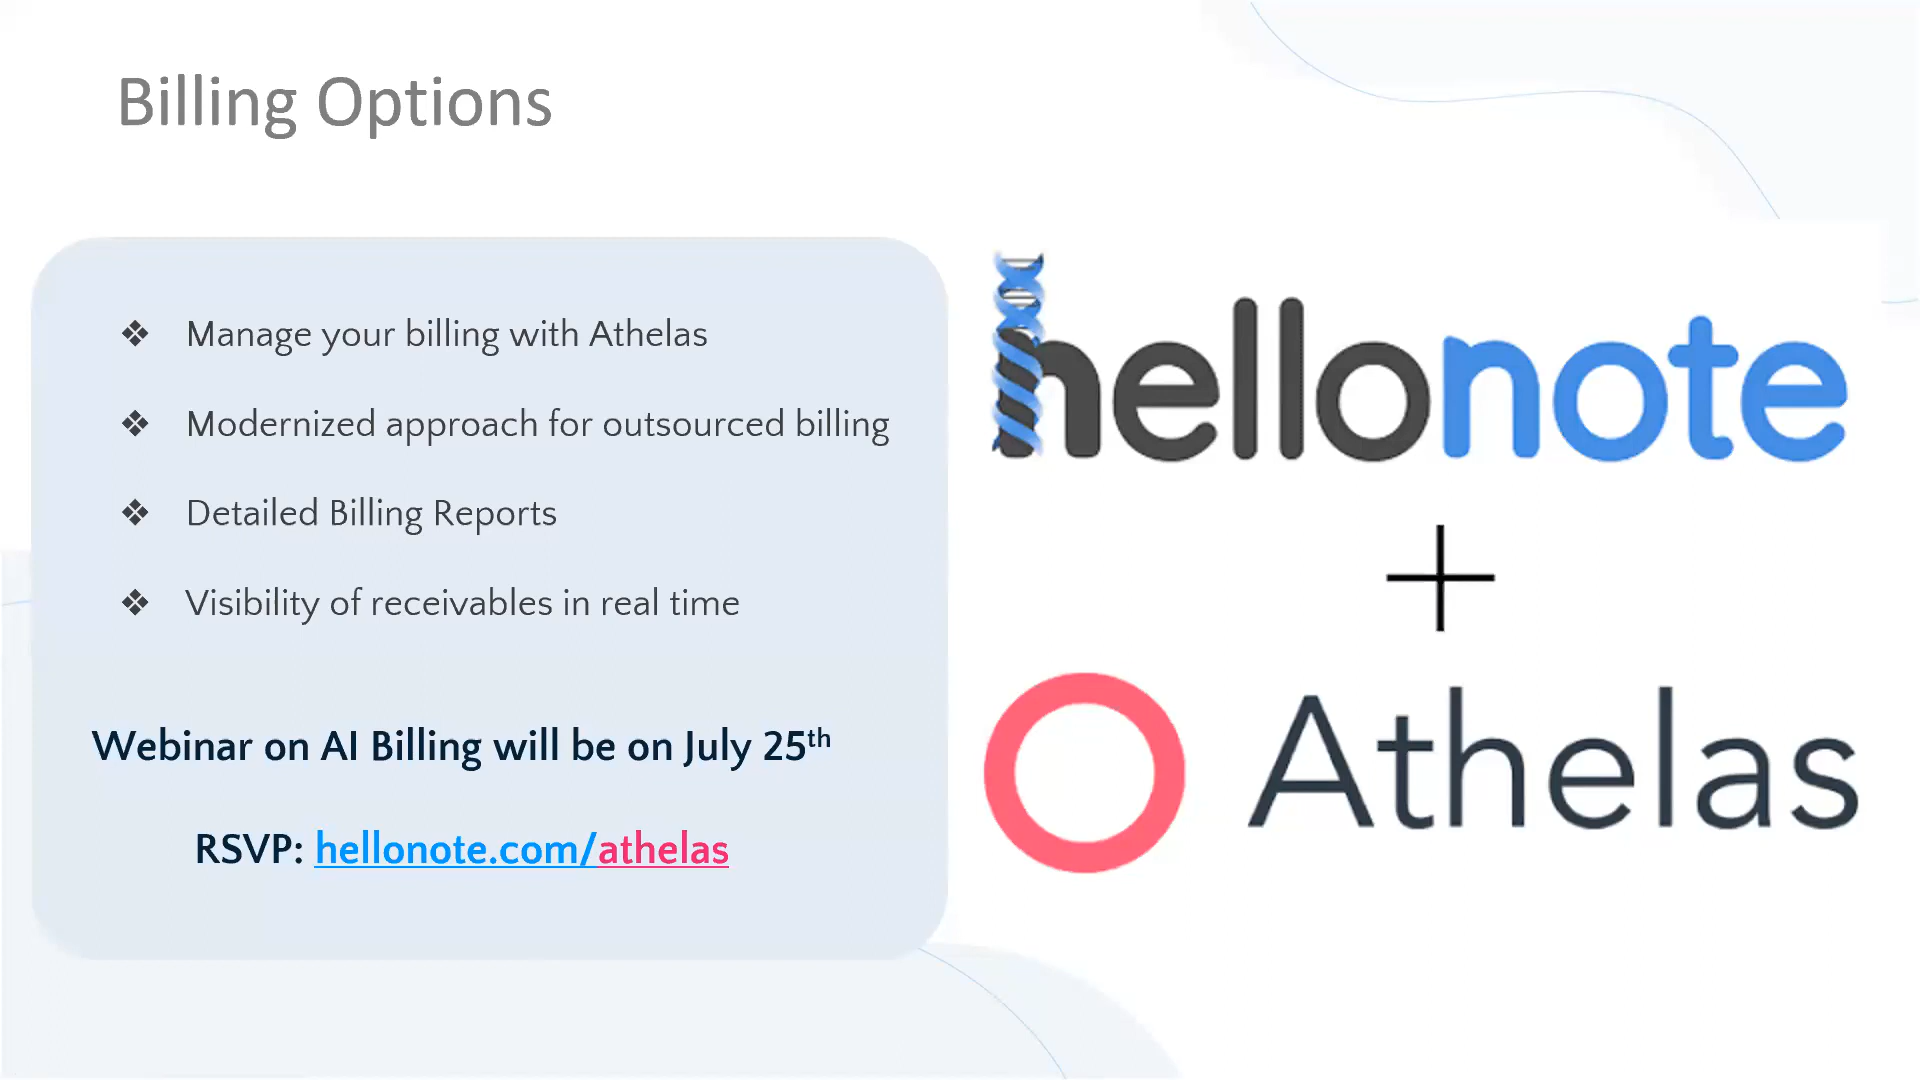 Billing Options
❖ Manage your billing with Athelas
❖ Modernized approach for outsourced billing
❖ Detailed Billing Reports
❖ Visibility of receivables in real time
Webinar on AI Billing will be on July 25th
RSVP: hellonote.com/athelas
hellonote
+
Athelas